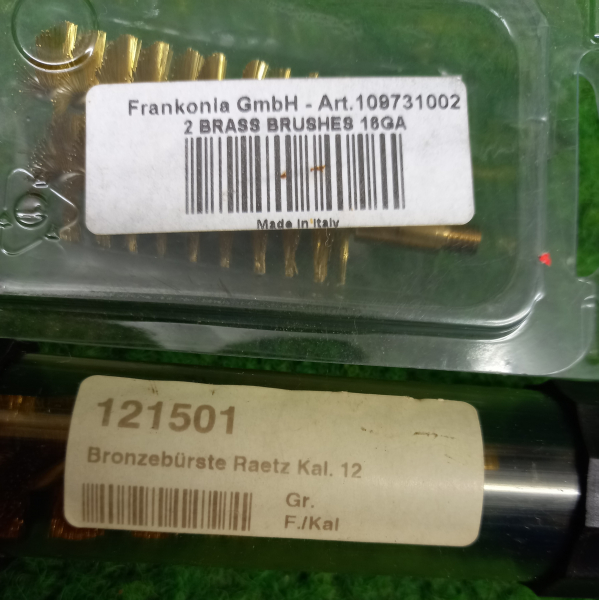 Frankonia GmbH - Art.109731002
2 BRASS BRUSHES 16GA
Made in Italy
121501
Bronzebürste Raetz Kal. 12
Gr.
F./Kal